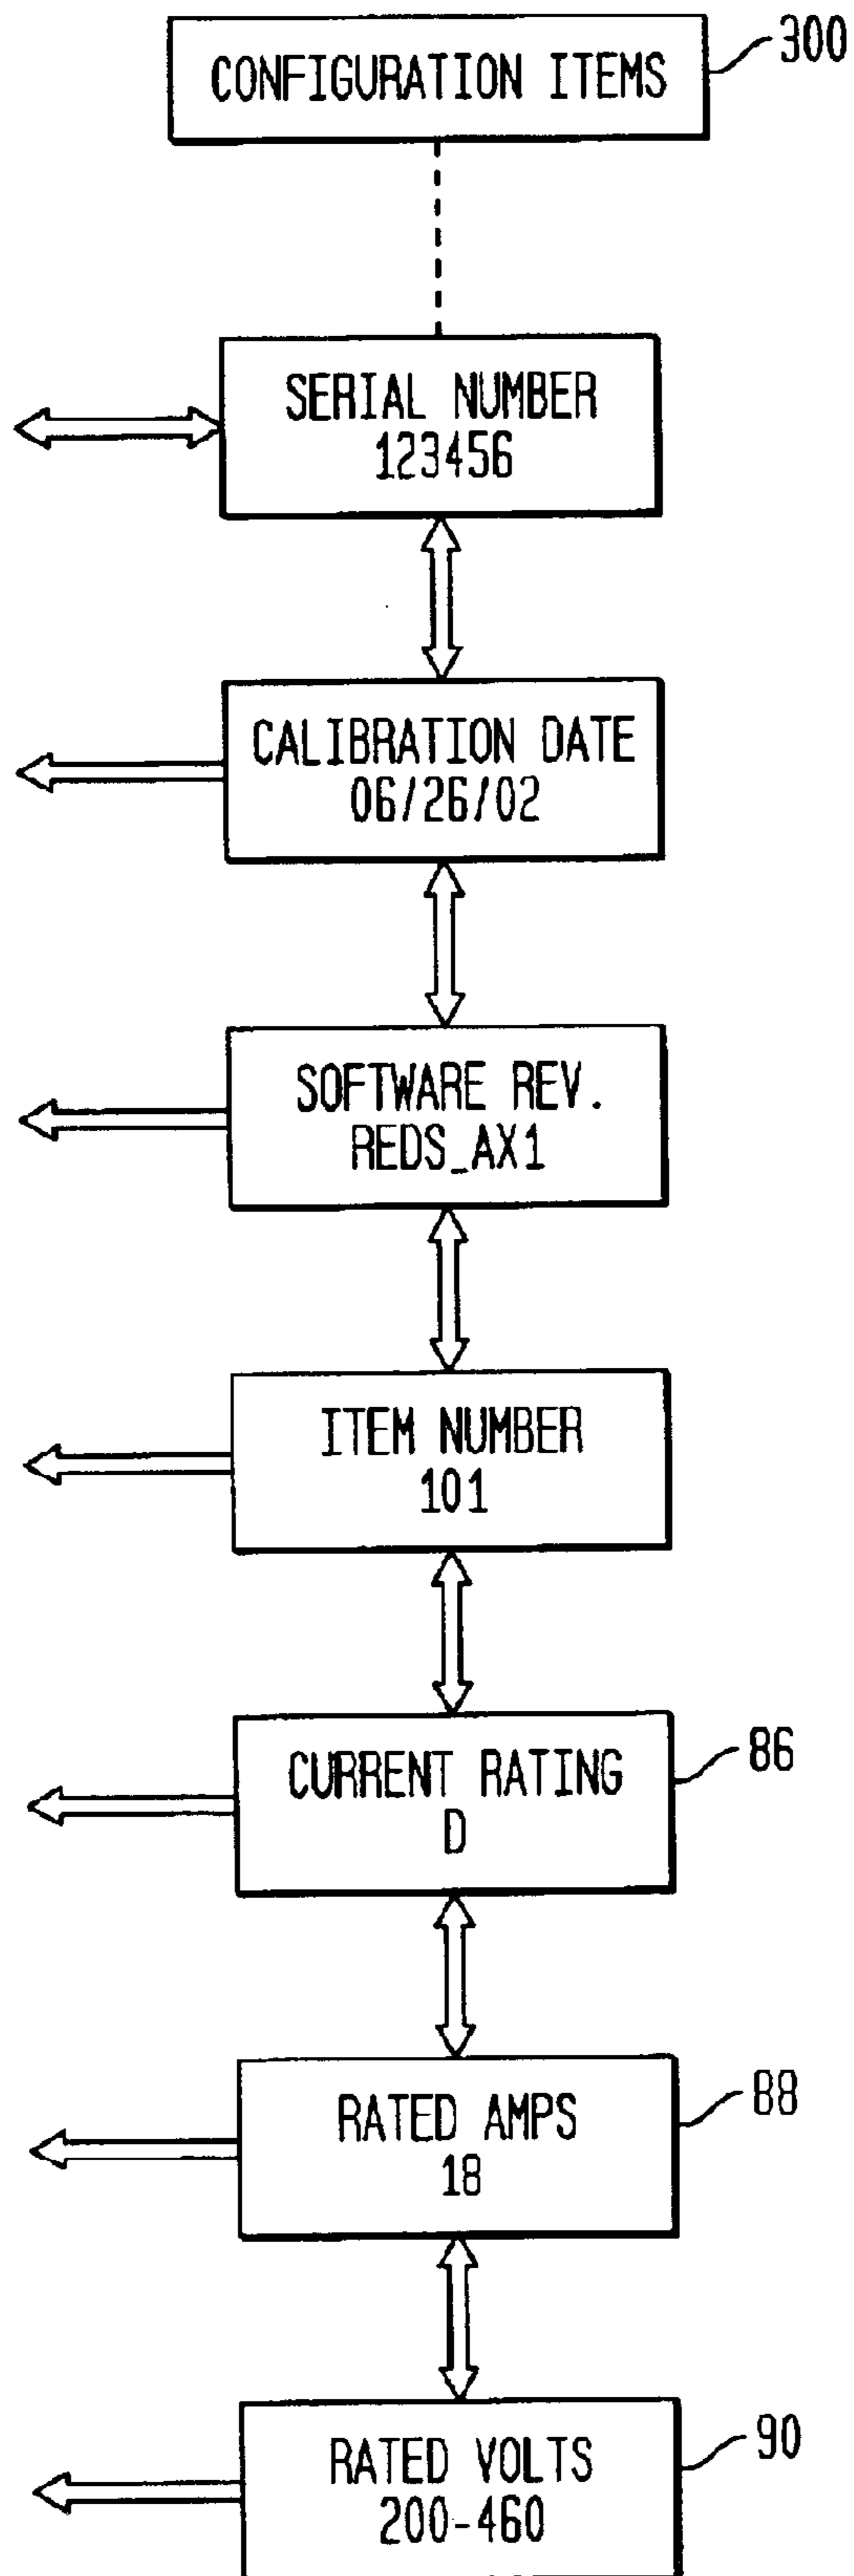 CONFIGURATION ITEMS
300
SERIAL NUMBER
123456
CALIBRATION DATE
06/26/02
SOFTWARE REV.
REDS_AX1
ITEM NUMBER
101
CURRENT RATING
D
86
RATED AMPS
18
88
RATED VOLTS
200-460
90